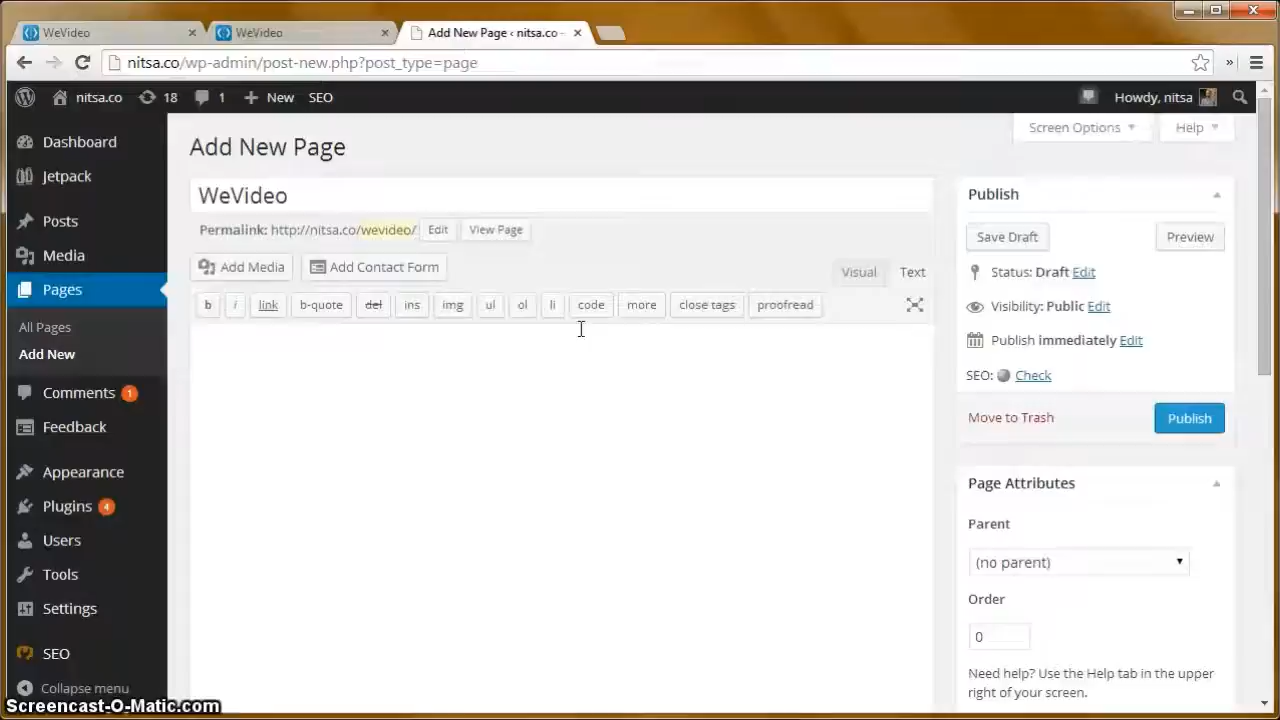 WeVideo
WeVideo
Add New Page ‹ nitsa.co -
nitsa.co/wp-admin/post-new.php?post_type=page
nitsa.co 18 1 New SEO Howdy, nitsa
Dashboard
Jetpack
Posts
Media
Pages
All Pages
Add New
Comments 1
Feedback
Appearance
Plugins 4
Users
Tools
Settings
SEO
Collapse menu
Screen Options Help
Add New Page
WeVideo
Permalink: http://nitsa.co/wevideo/ Edit View Page
Add Media Add Contact Form Visual Text
b i link b-quote del ins img ul ol li code more close tags proofread
Publish
Save Draft Preview
Status: Draft Edit
Visibility: Public Edit
Publish immediately Edit
SEO: Check
Move to Trash Publish
Page Attributes
Parent
(no parent)
Order
0
Need help? Use the Help tab in the upper
right of your screen.
Screencast-O-Matic.com